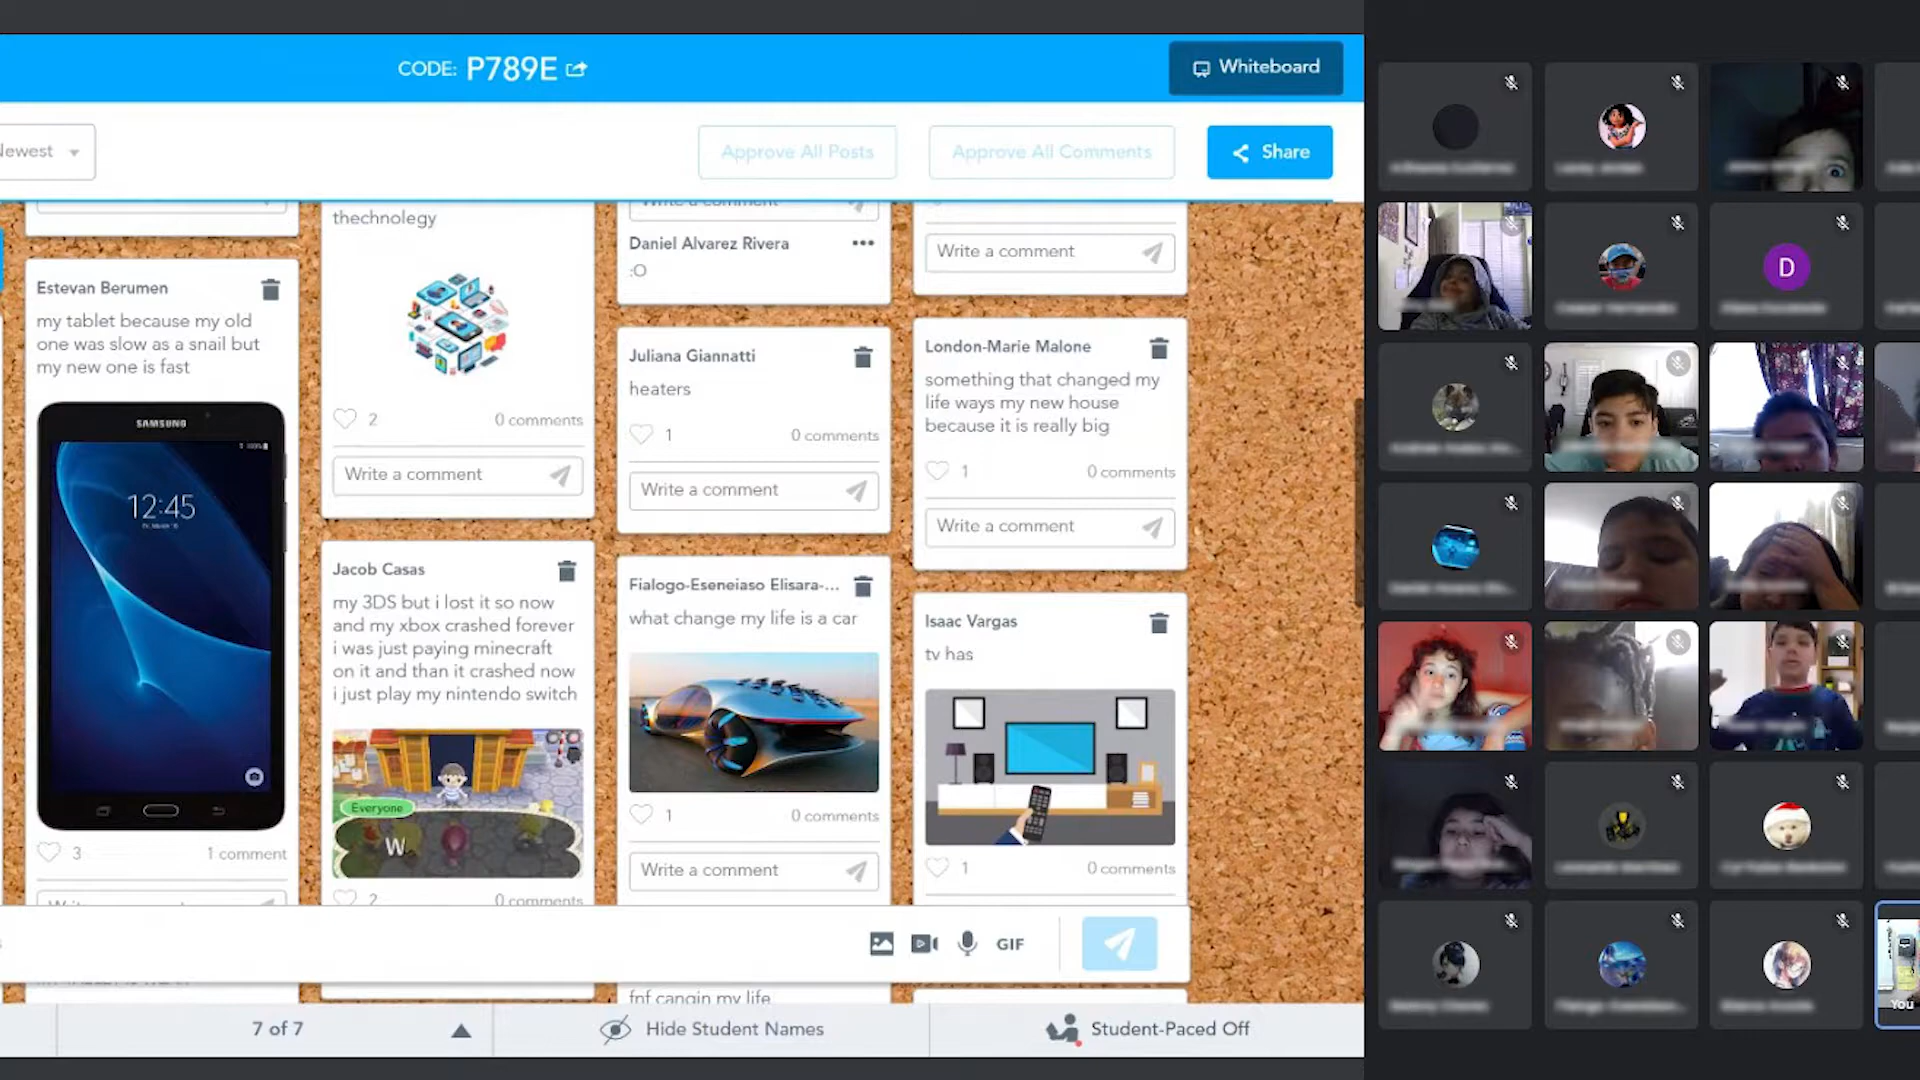 CODE: P789E
Whiteboard
Newest
Approve All Posts
Approve All Comments
Share
Estevan Berumen
my tablet because my old
one was slow as a snail but
my new one is fast
SAMSUNG
12:45
3
1 comment
thechnolegy
2
0 comments
Write a comment
Jacob Casas
my 3DS but i lost it so now
and my xbox crashed forever
i was just paying minecraft
on it and than it crashed now
i just play my nintendo switch
Everyone
W
2
0 comments
Write a comment
Daniel Alvarez Rivera
:O
Juliana Giannatti
heaters
1
0 comments
Write a comment
Fialogo-Eseneiaso Elisara-...
what change my life is a car
1
0 comments
Write a comment
fnf cangin my life
Write a comment
London-Marie Malone
something that changed my
life ways my new house
because it is really big
1
0 comments
Write a comment
Isaac Vargas
tv has
1
0 comments
GIF
7 of 7
Hide Student Names
Student-Paced Off
D
You